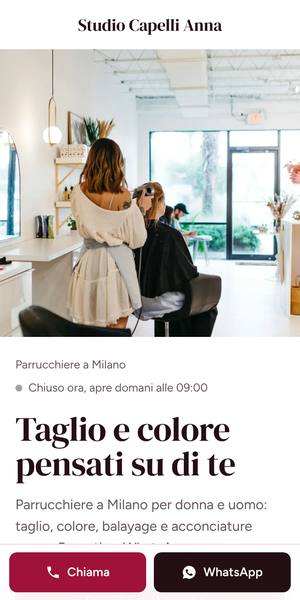 Studio Capelli Anna
Parrucchiere a Milano
Chiuso ora, apre domani alle 09:00
Taglio e colore
pensati su di te
Parrucchiere a Milano per donna e uomo:
taglio, colore, balayage e acconciature
Chiama
WhatsApp